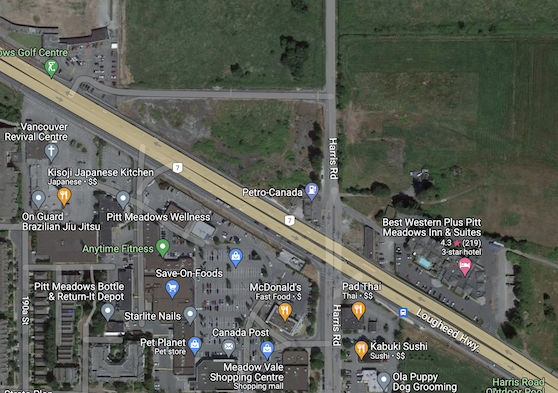 ows Golf Centre
Vancouver
Revival Centre
7
Harris Rd
Kisoji Japanese Kitchen
Japanese · $$
Petro-Canada
On Guard
Brazilian Jiu Jitsu
Pitt Meadows Wellness
7
Best Western Plus Pitt
Meadows Inn & Suites
4.3 ★ (219)
3-star hotel
Anytime Fitness
Save-On-Foods
Pitt Meadows Bottle
& Return-It Depot
McDonald's
Fast Food · $
Pad Thai
Thai · $$
190a St
Starlite Nails
Harris Rd
Lougheed Hwy.
Canada Post
Pet Planet
Pet store
Kabuki Sushi
Sushi · $$
Meadow Vale
Shopping Centre
Shopping mall
Ola Puppy
Dog Grooming
Harris Road
Outdoor Pool
Strata Plan